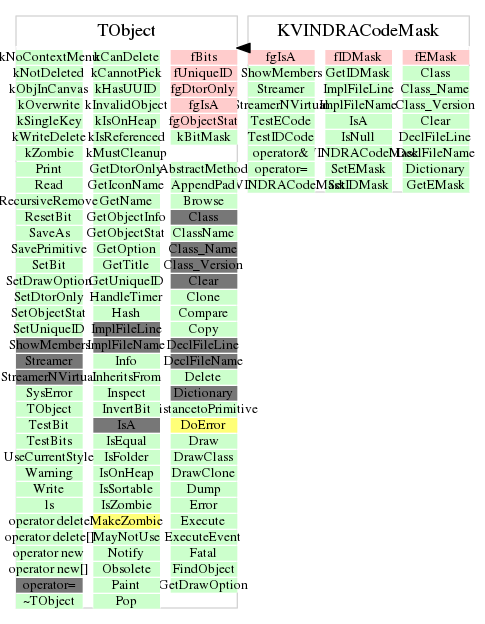 TObject KVINDRACodeMask
kNoContextMenu kCanDelete fBits fgIsA fIDMask fEMask
kNotDeleted kCannotPick fUniqueID ShowMembers GetIDMask Class
kObjInCanvas kHasUUID fgDtorOnly Streamer ImplFileLine Class_Name
kOverwrite kInvalidObject fgIsA StreamerNVirtual ImplFileName Class_Version
kSingleKey kIsOnHeap fgObjectStat TestECode IsA Clear
kWriteDelete kIsReferenced kBitMask TestIDCode IsNull DeclFileLine
kZombie kMustCleanup operator& KVINDRACodeMask DeclFileName
Print GetDtorOnly AbstractMethod operator= SetEMask Dictionary
Read GetIconName AppendPad KVINDRACodeMask SetIDMask GetEMask
RecursiveRemove GetName Browse
ResetBit GetObjectInfo Class
SaveAs GetObjectStat ClassName
SavePrimitive GetOption Class_Name
SetBit GetTitle Class_Version
SetDrawOption GetUniqueID Clear
SetDtorOnly HandleTimer Clone
SetObjectStat Hash Compare
SetUniqueID ImplFileLine Copy
ShowMembers ImplFileName DeclFileLine
Streamer Info DeclFileName
StreamerNVirtual InheritsFrom Delete
SysError Inspect Dictionary
TObject InvertBit DistancetoPrimitive
TestBit IsA DoError
TestBits IsEqual Draw
UseCurrentStyle IsFolder DrawClass
Warning IsOnHeap DrawClone
Write IsSortable Dump
ls IsZombie Error
operator delete MakeZombie Execute
operator delete[] MayNotUse ExecuteEvent
operator new Notify Fatal
operator new[] Obsolete FindObject
operator= Paint GetDrawOption
~TObject Pop